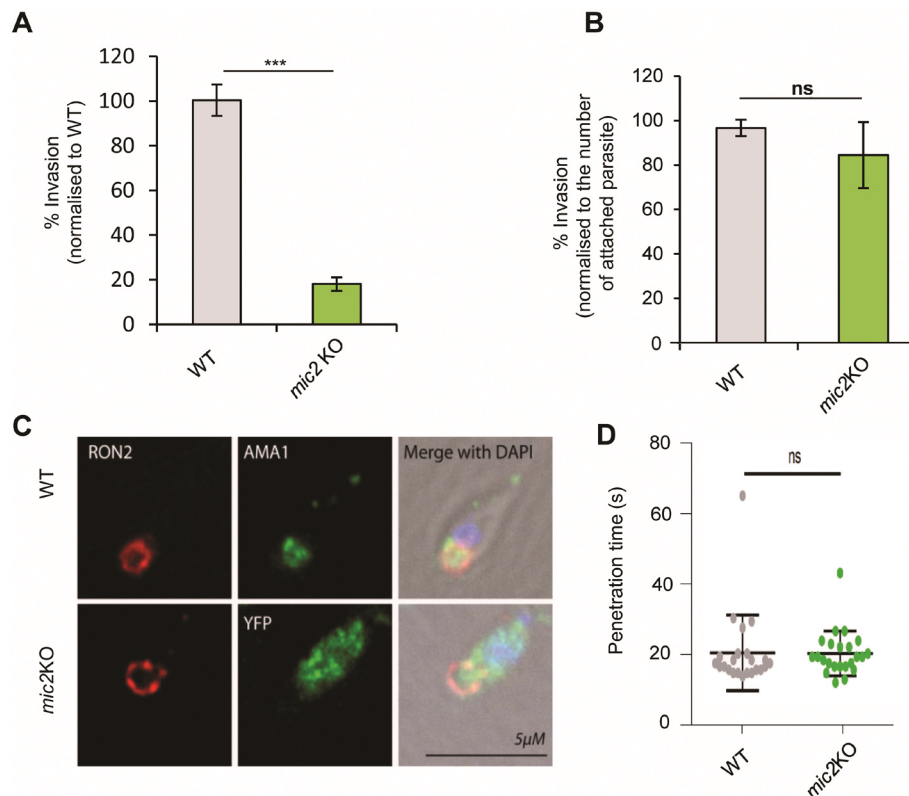 A
% Invasion
(normalised to WT)
120
100
80
60
40
20
0
***
WT
mic2 KO
B
% Invasion
(normalised to the number
of attached parasite)
120
100
80
60
40
20
0
ns
WT
mic2KO
C
WT
RON2
AMA1
Merge with DAPI
mic2KO
YFP
5µM
D
Penetration time (s)
80
60
40
20
0
ns
WT
mic2KO